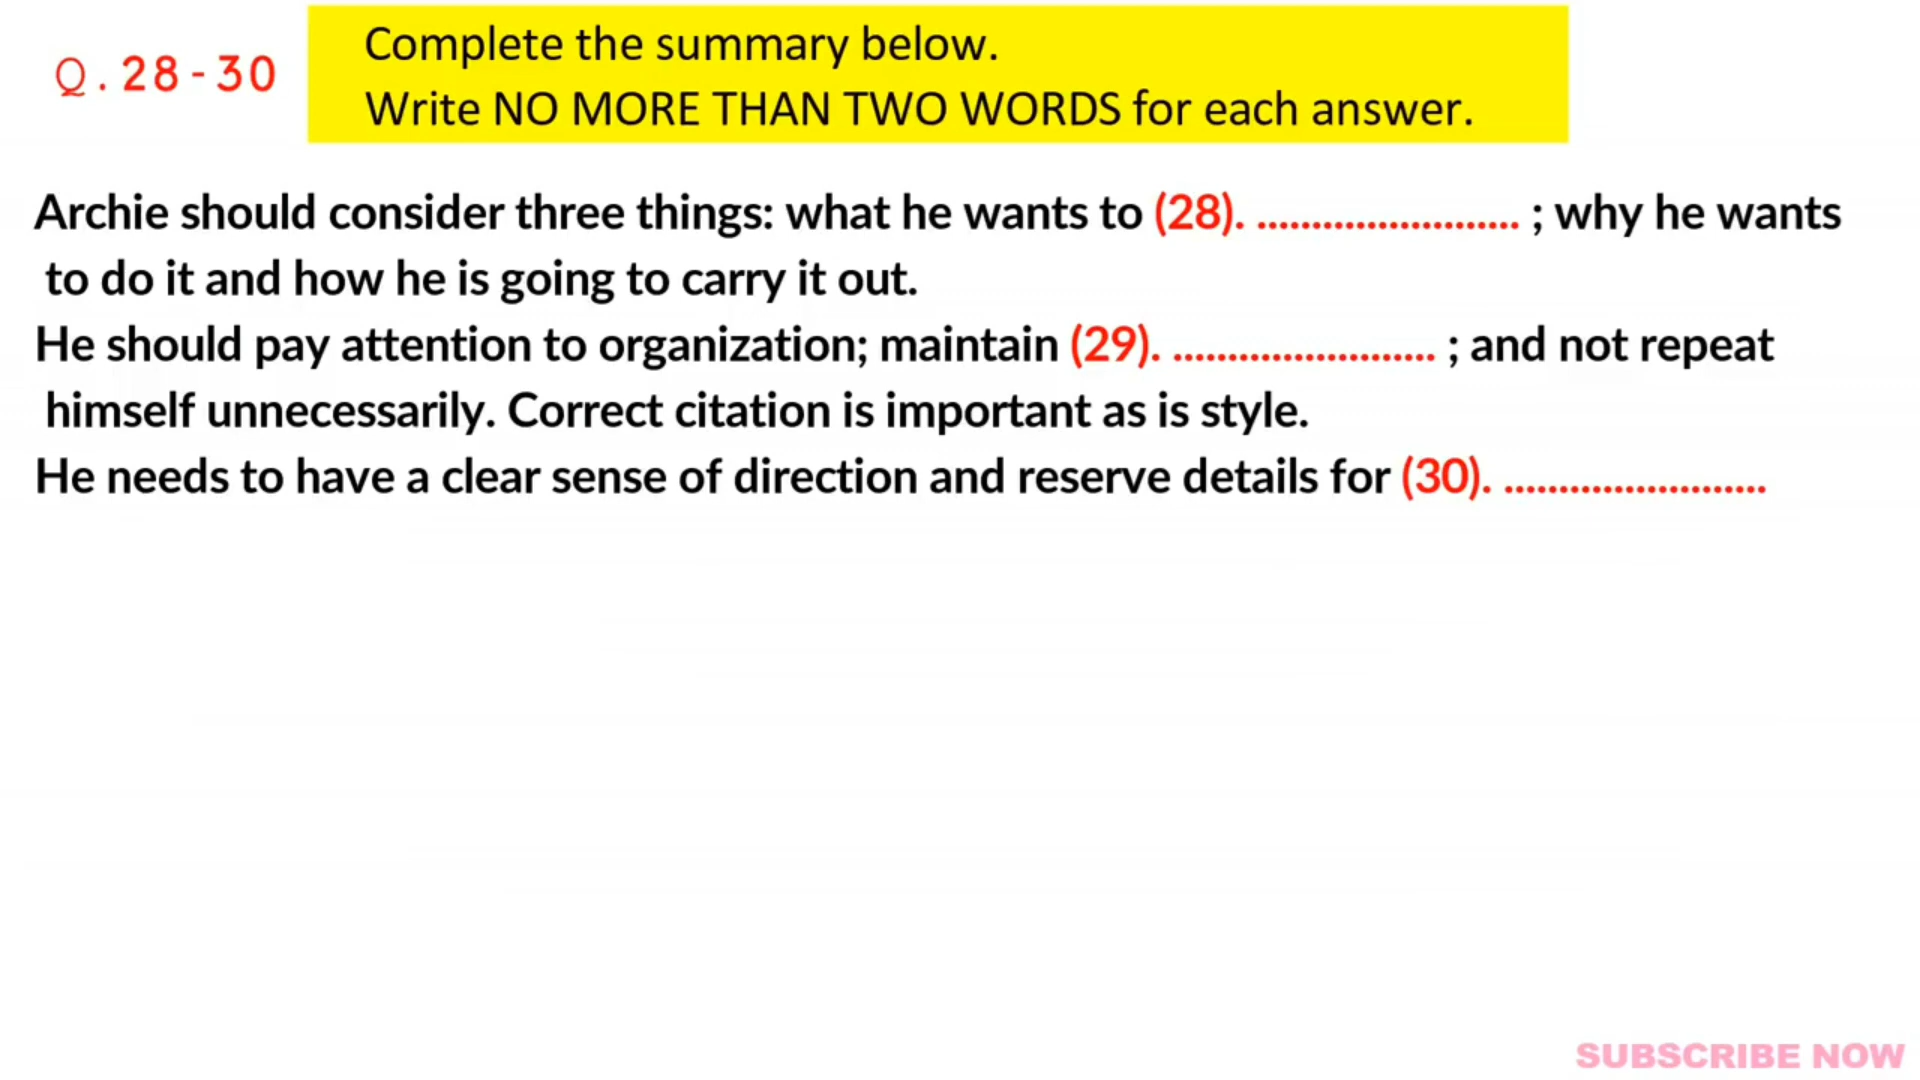 Q.28-30
Complete the summary below.
Write NO MORE THAN TWO WORDS for each answer.
Archie should consider three things: what he wants to (28). ........................ ; why he wants
to do it and how he is going to carry it out.
He should pay attention to organization; maintain (29). ........................ ; and not repeat
himself unnecessarily. Correct citation is important as is style.
He needs to have a clear sense of direction and reserve details for (30). ........................
SUBSCRIBE NOW